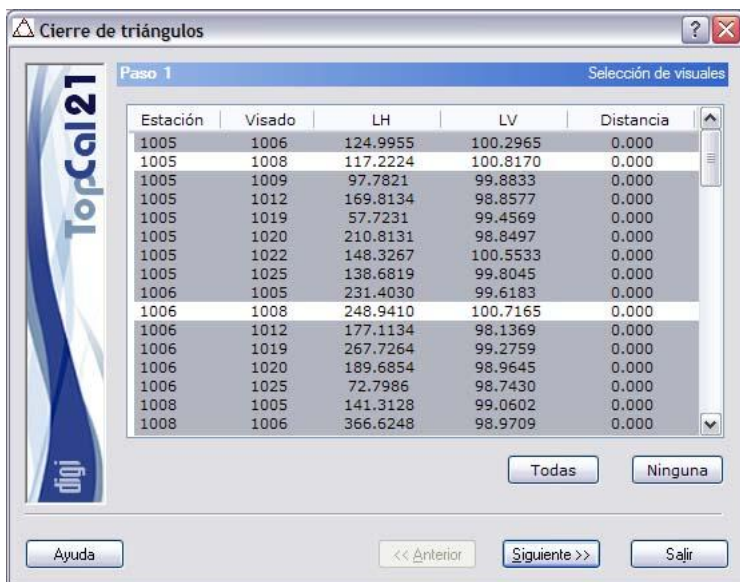 Cierre de triángulos
TopCal 21
digi
Paso 1 Selección de visuales
Estación Visado LH LV Distancia
1005 1006 124.9955 100.2965 0.000
1005 1008 117.2224 100.8170 0.000
1005 1009 97.7821 99.8833 0.000
1005 1012 169.8134 98.8577 0.000
1005 1019 57.7231 99.4569 0.000
1005 1020 210.8131 98.8497 0.000
1005 1022 148.3267 100.5533 0.000
1005 1025 138.6819 99.8045 0.000
1006 1005 231.4030 99.6183 0.000
1006 1008 248.9410 100.7165 0.000
1006 1012 177.1134 98.1369 0.000
1006 1019 267.7264 99.2759 0.000
1006 1020 189.6854 98.9645 0.000
1006 1025 72.7986 98.7430 0.000
1008 1005 141.3128 99.0602 0.000
1008 1006 366.6248 98.9709 0.000
Todas Ninguna
Ayuda << Anterior Siguiente >> Salir